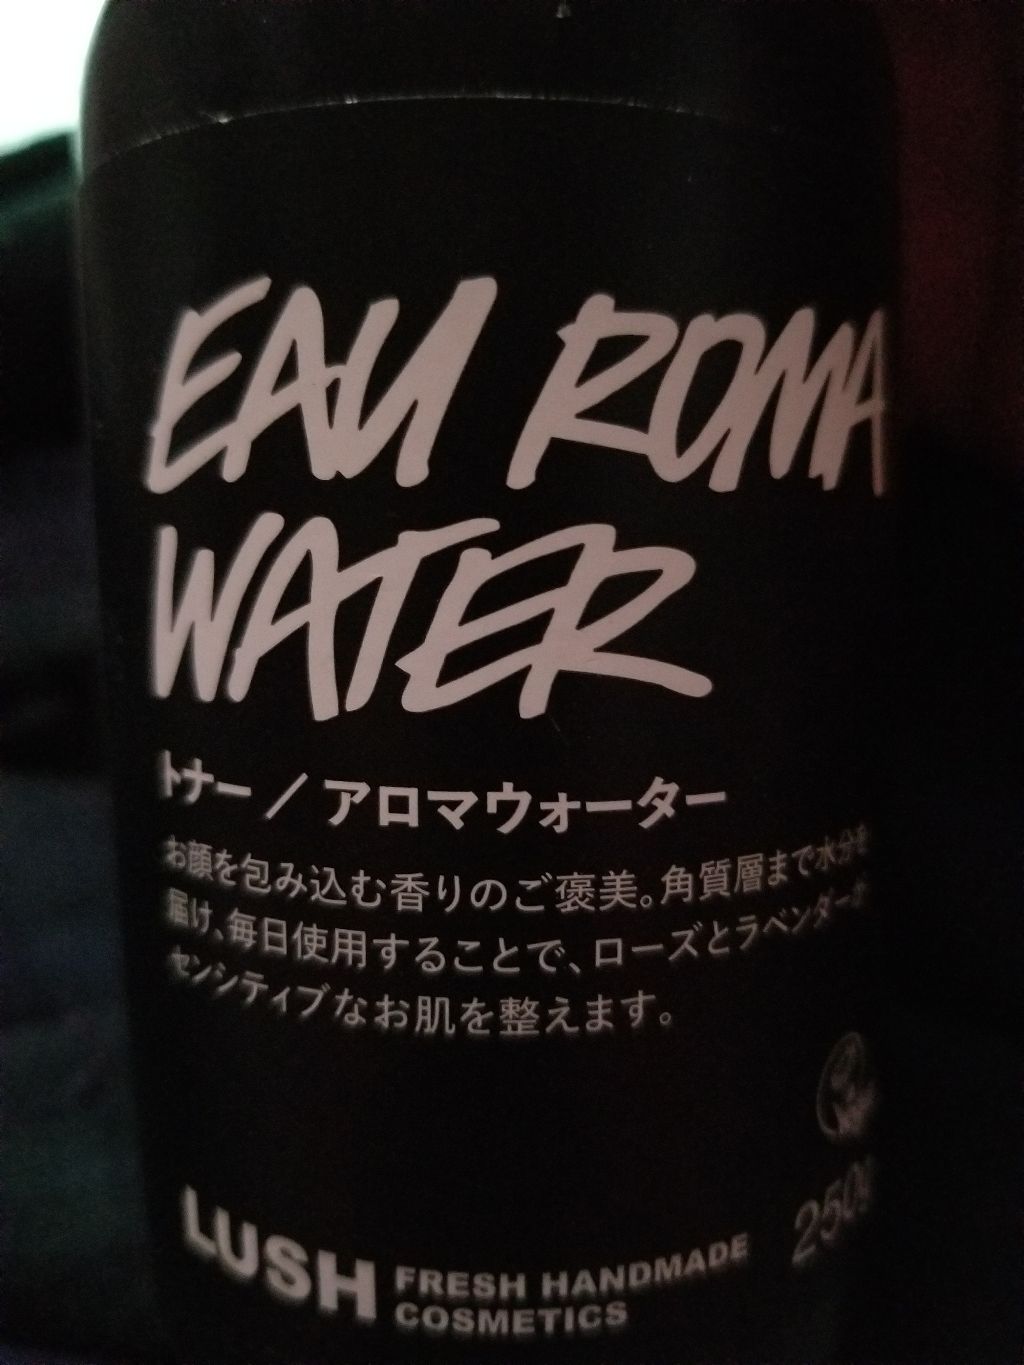 EAU ROMA
WATER
トナー／アロマウォーター
お顔を包み込む香りのご褒美。角質層まで水分を
届け、毎日使用することで、ローズとラベンダーが
センシティブなお肌を整えます。
250g
LUSH FRESH HANDMADE
COSMETICS